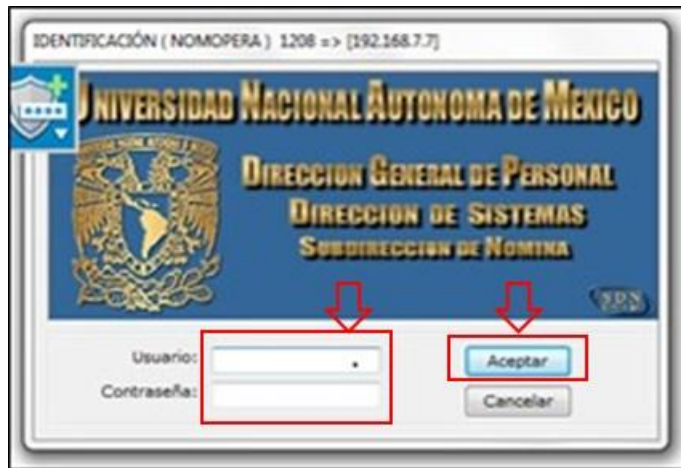 IDENTIFICACIÓN ( NOMOPERA ) 1208 => [192.168.7.7]
UNIVERSIDAD NACIONAL AUTONOMA DE MEXICO
DIRECCION GENERAL DE PERSONAL
DIRECCION DE SISTEMAS
SUBDIRECCION DE NOMINA
SDN
Usuario:
Aceptar
Contraseña:
Cancelar